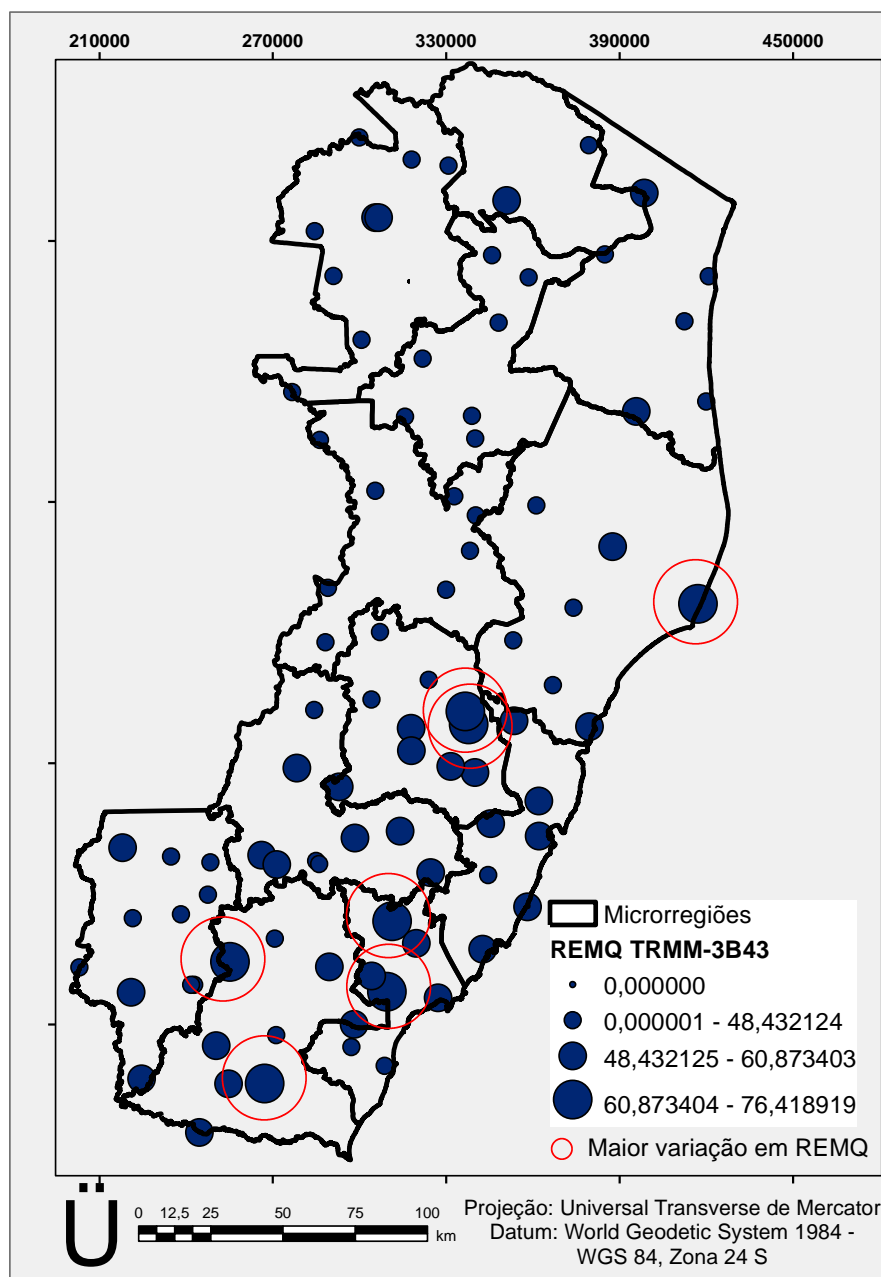 210000 270000 330000 390000 450000
Microrregiões
REMQ TRMM-3B43
0,000000
0,000001 - 48,432124
48,432125 - 60,873403
60,873404 - 76,418919
Maior variação em REMQ
Ü
0 12,5 25 50 75 100
km
Projeção: Universal Transverse de Mercator
Datum: World Geodetic System 1984 -
WGS 84, Zona 24 S